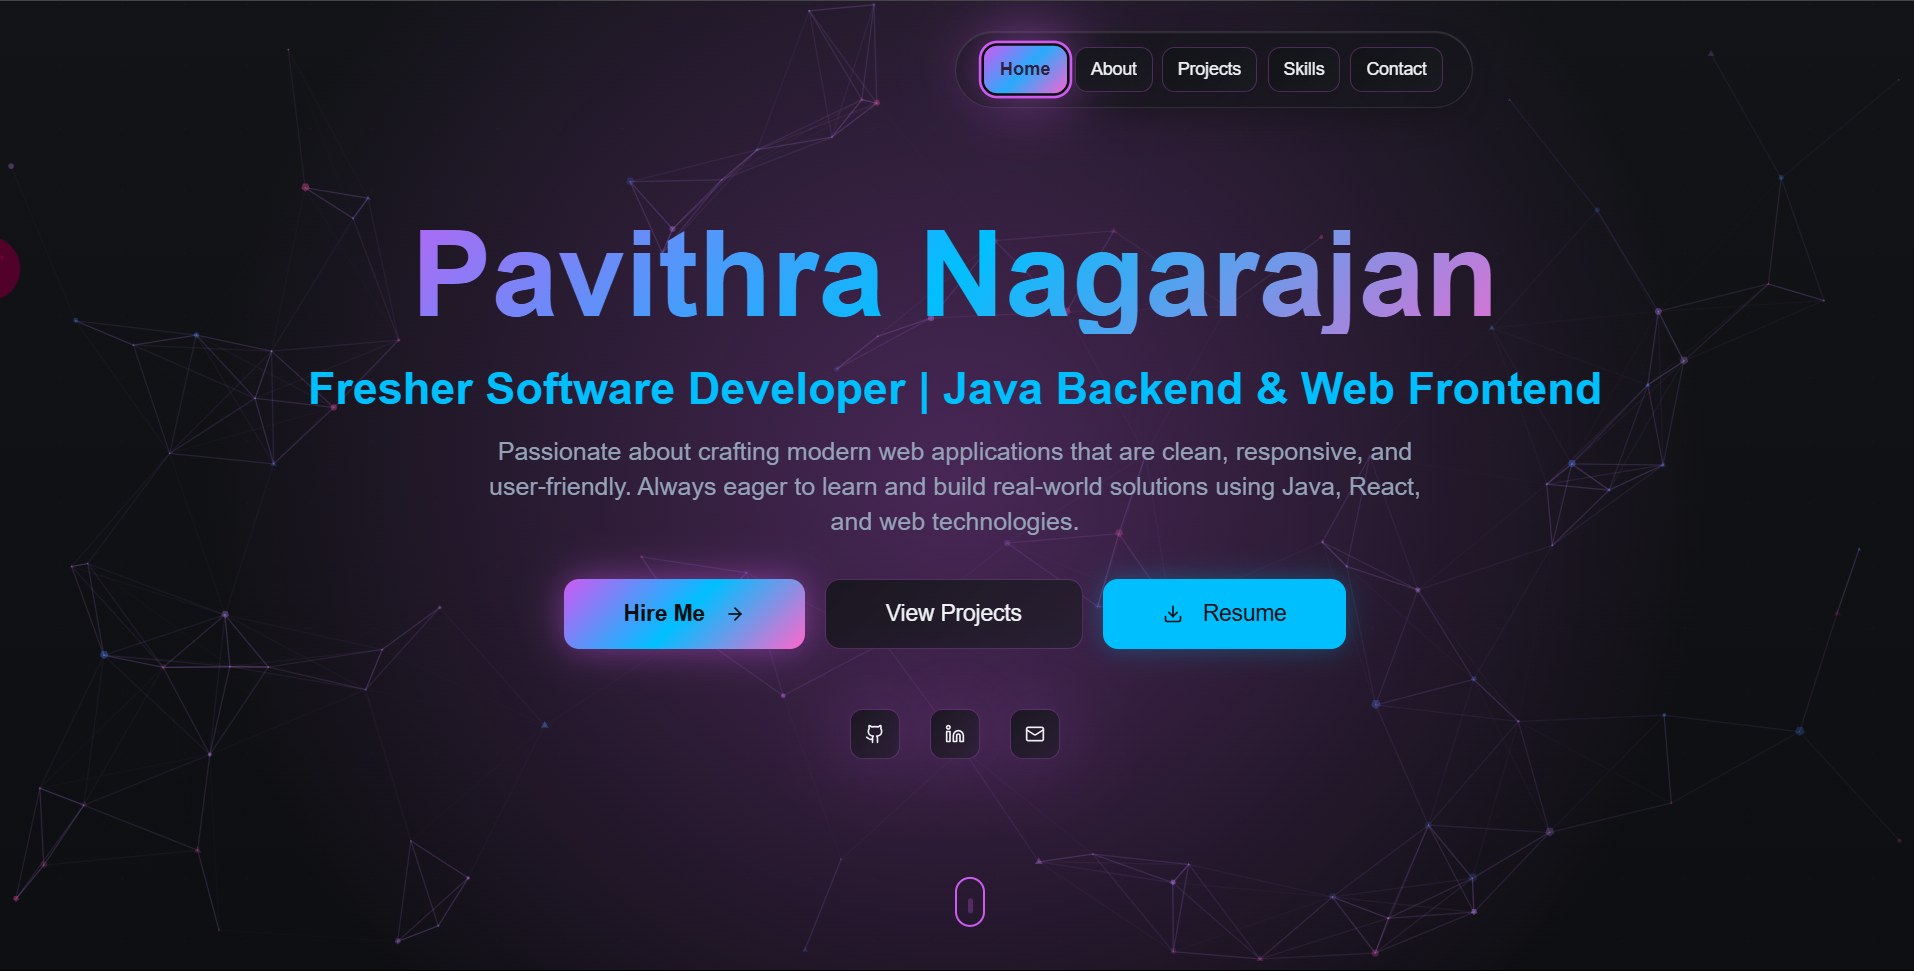 Home About Projects Skills Contact
Pavithra Nagarajan
Fresher Software Developer | Java Backend & Web Frontend
Passionate about crafting modern web applications that are clean, responsive, and
user-friendly. Always eager to learn and build real-world solutions using Java, React,
and web technologies.
Hire Me View Projects Resume